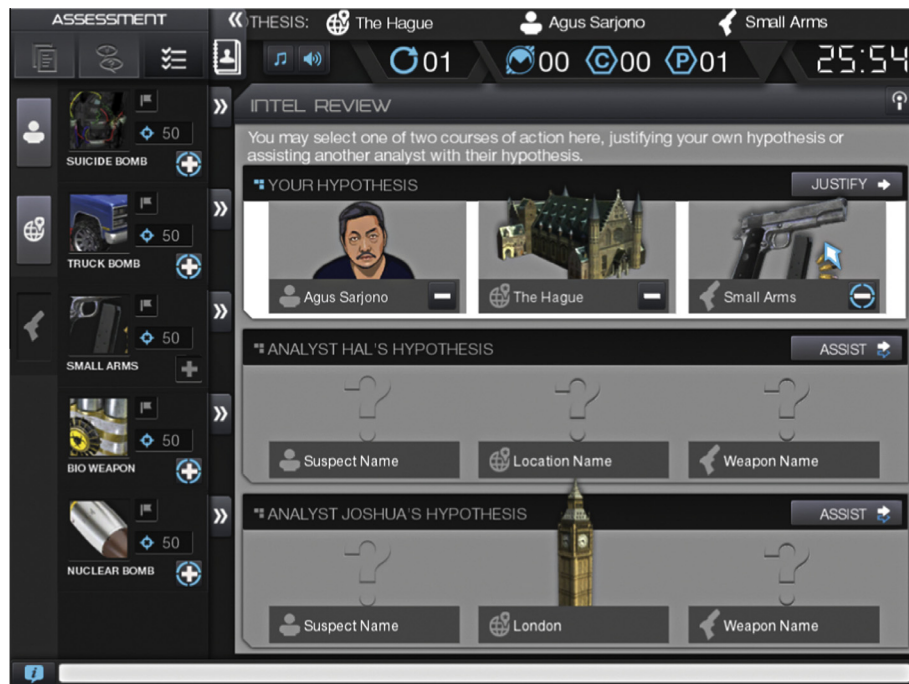 ASSESSMENT
OTHESIS: The Hague Agus Sarjono Small Arms
01 00 C 00 P 01 25:54
50
SUICIDE BOMB
50
TRUCK BOMB
50
SMALL ARMS
50
BIO WEAPON
50
NUCLEAR BOMB
INTEL REVIEW
You may select one of two courses of action here, justifying your own hypothesis or
assisting another analyst with their hypothesis.
YOUR HYPOTHESIS JUSTIFY
Agus Sarjono The Hague Small Arms
ANALYST HAL'S HYPOTHESIS ASSIST
Suspect Name Location Name Weapon Name
ANALYST JOSHUA'S HYPOTHESIS ASSIST
Suspect Name London Weapon Name